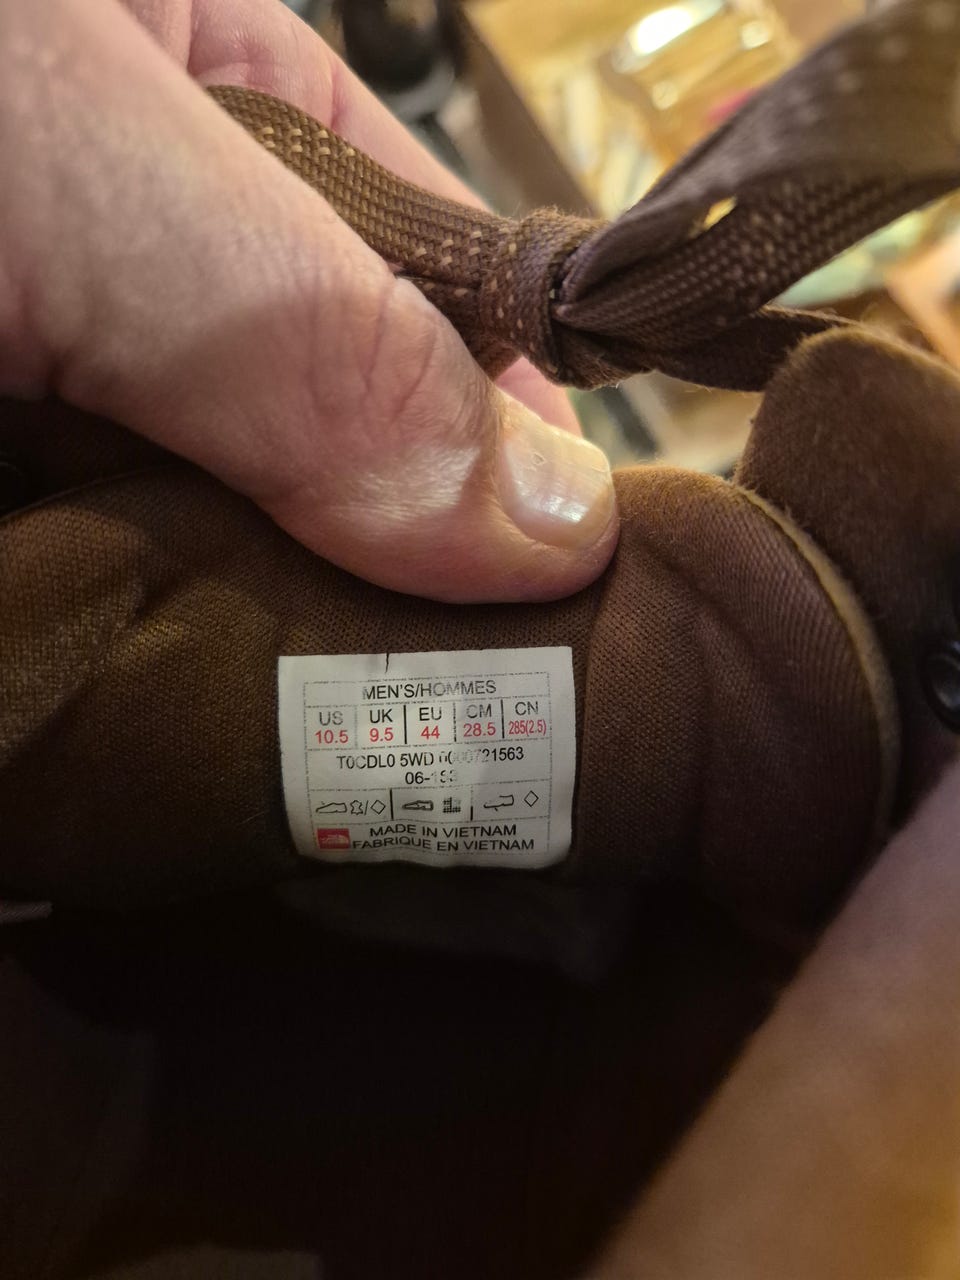 MEN'S/HOMMES
US UK EU CM CN
10.5 9.5 44 28.5 285(2.5)
T0CDL0 5WD
MADE IN VIETNAM
FABRIQUE EN VIETNAM